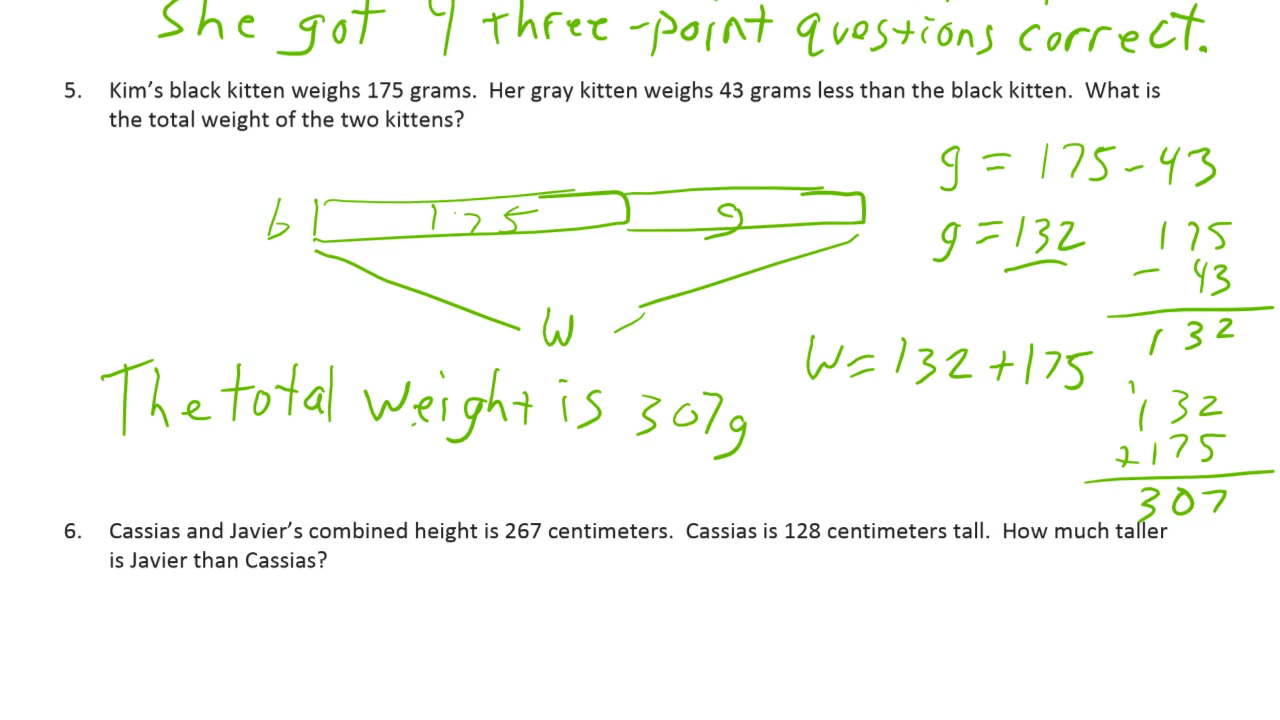 She got 9 three-point questions correct.
5. Kim's black kitten weighs 175 grams. Her gray kitten weighs 43 grams less than the black kitten. What is
the total weight of the two kittens?
g = 175 - 43
b 175 g
g = 132
175
- 43
132
W
W = 132 + 175
1
132
+175
307
The total weight is 307g
6. Cassias and Javier's combined height is 267 centimeters. Cassias is 128 centimeters tall. How much taller
is Javier than Cassias?